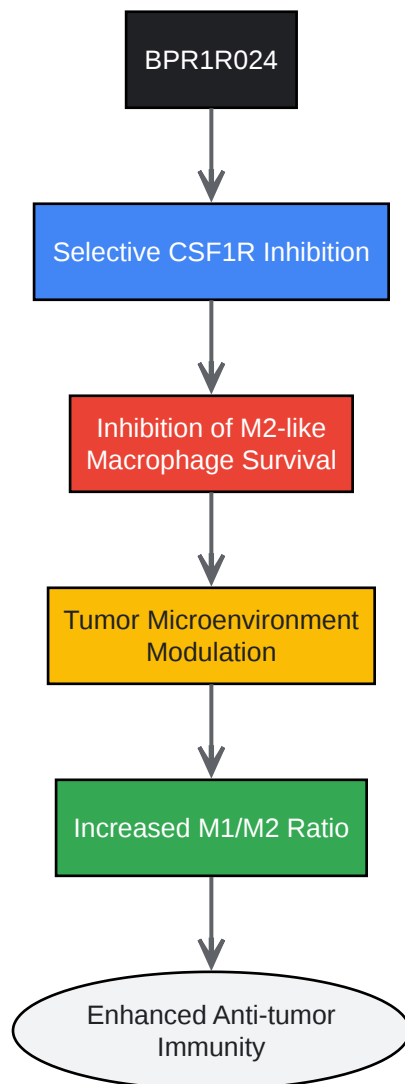 BPR1R024
Selective CSF1R Inhibition
Inhibition of M2-like
Macrophage Survival
Tumor Microenvironment
Modulation
Increased M1/M2 Ratio
Enhanced Anti-tumor
Immunity